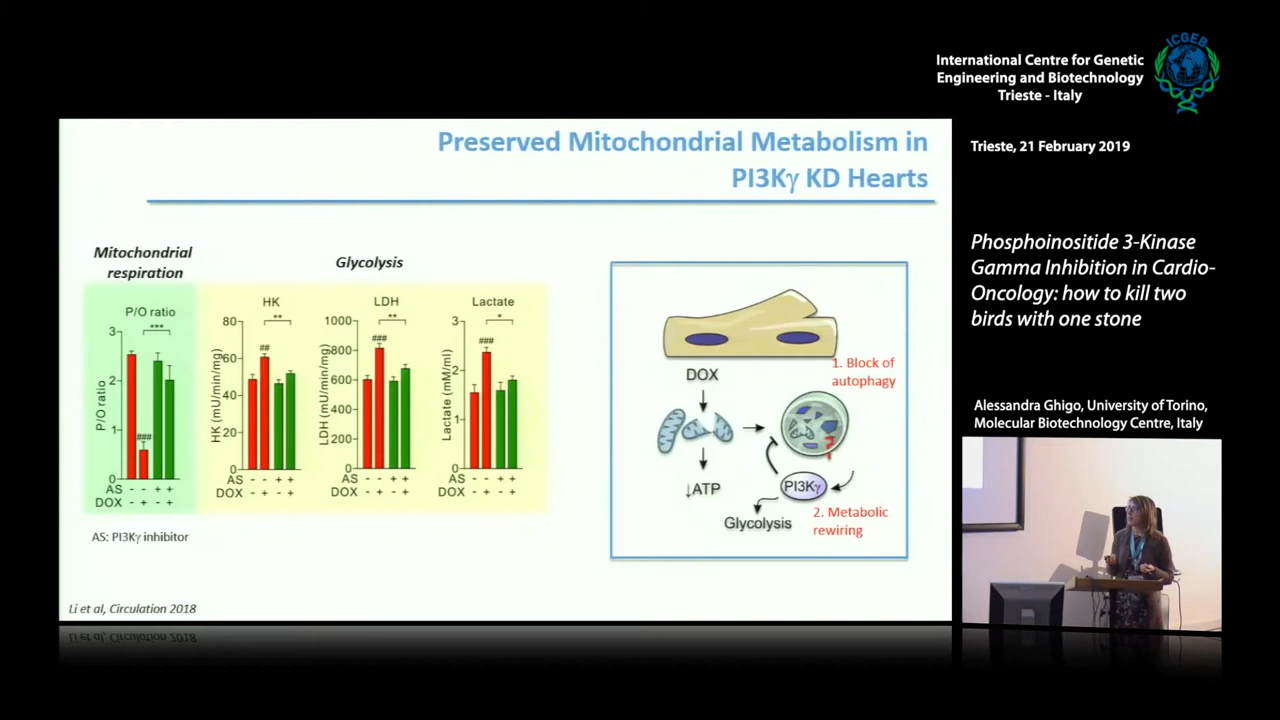 ICGEB
International Centre for Genetic
Engineering and Biotechnology
Trieste - Italy
Trieste, 21 February 2019
Phosphoinositide 3-Kinase
Gamma Inhibition in Cardio-
Oncology: how to kill two
birds with one stone
Alessandra Ghigo, University of Torino,
Molecular Biotechnology Centre, Italy
Preserved Mitochondrial Metabolism in
PI3Kγ KD Hearts
Mitochondrial
respiration
Glycolysis
P/O ratio
***
3
2
1
0
P/O ratio
###
AS - - + +
DOX - + - +
HK
**
80
60
40
20
0
HK (mU/min/mg)
##
AS - - + +
DOX - + - +
LDH
**
1000
800
600
400
200
0
LDH (mU/min/mg)
###
AS - - + +
DOX - + - +
Lactate
*
3
2
1
0
Lactate (mM/ml)
###
AS - - + +
DOX - + - +
AS: PI3Kγ inhibitor
DOX
1. Block of
autophagy
?
↓ATP
PI3Kγ
Glycolysis
2. Metabolic
rewiring
Li et al, Circulation 2018